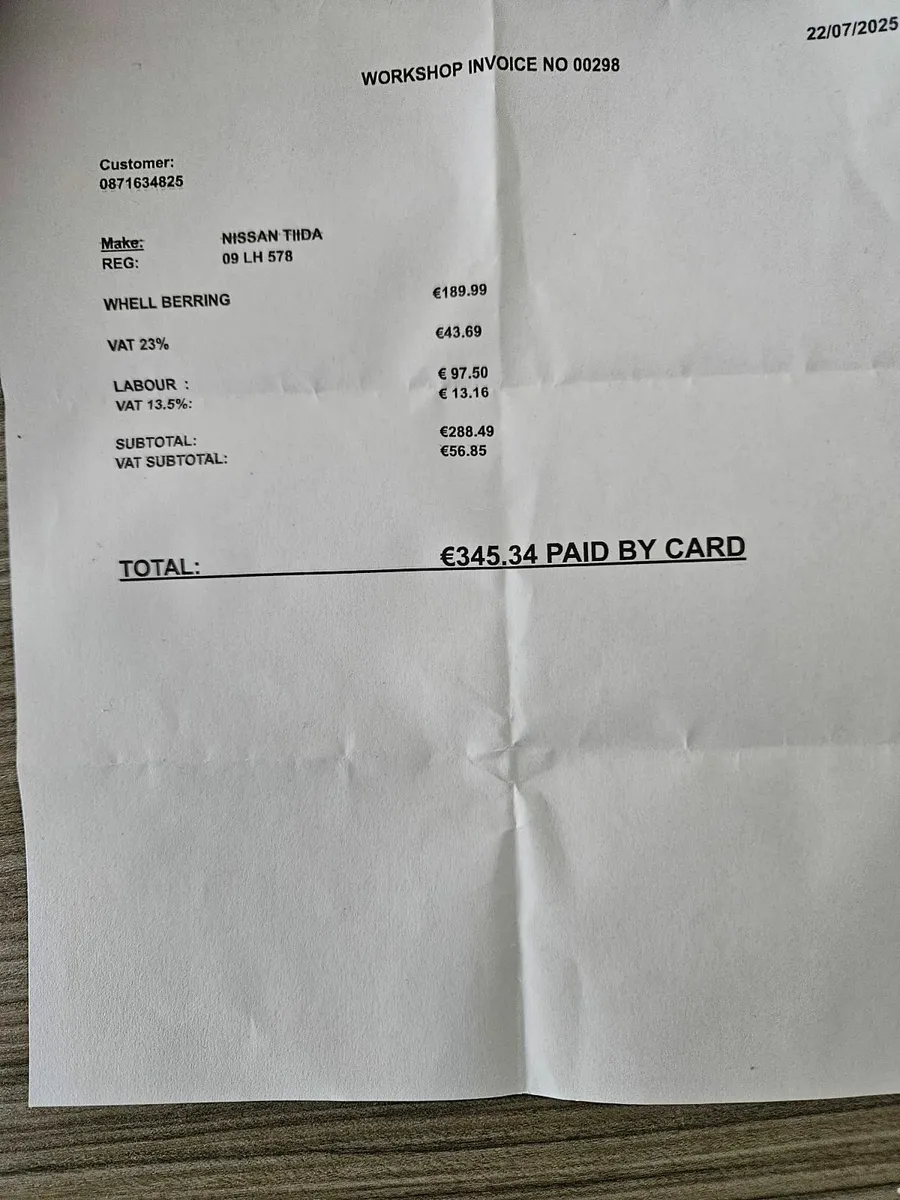 22/07/2025
WORKSHOP INVOICE NO 00298
Customer:
0871634825
Make: NISSAN TIIDA
REG: 09 LH 578
WHELL BERRING €189.99
VAT 23% €43.69
LABOUR : € 97.50
VAT 13.5%: € 13.16
SUBTOTAL: €288.49
VAT SUBTOTAL: €56.85
TOTAL: €345.34 PAID BY CARD